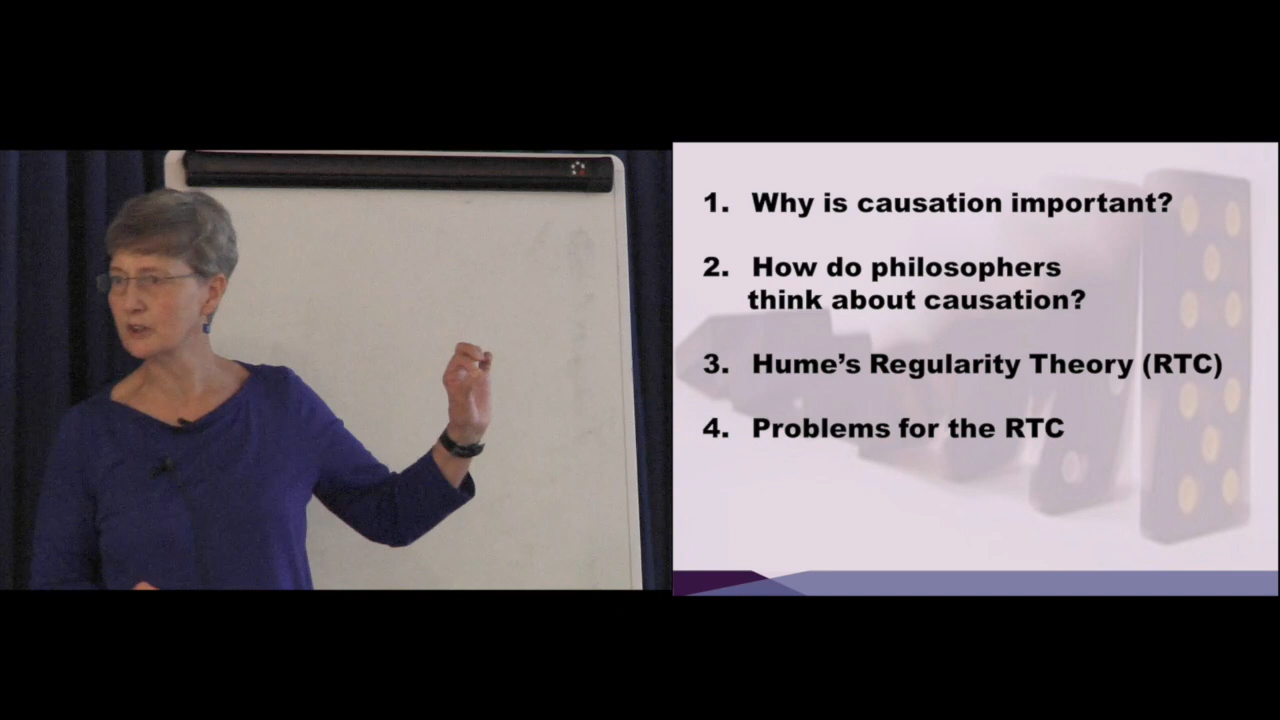 1. Why is causation important?
2. How do philosophers
think about causation?
3. Hume's Regularity Theory (RTC)
4. Problems for the RTC